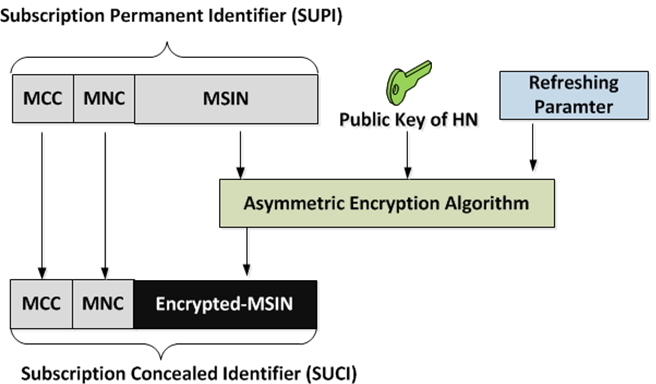 Subscription Permanent Identifier (SUPI)
MCC
MNC
MSIN
Public Key of HN
Refreshing
Paramter
Asymmetric Encryption Algorithm
MCC
MNC
Encrypted-MSIN
Subscription Concealed Identifier (SUCI)